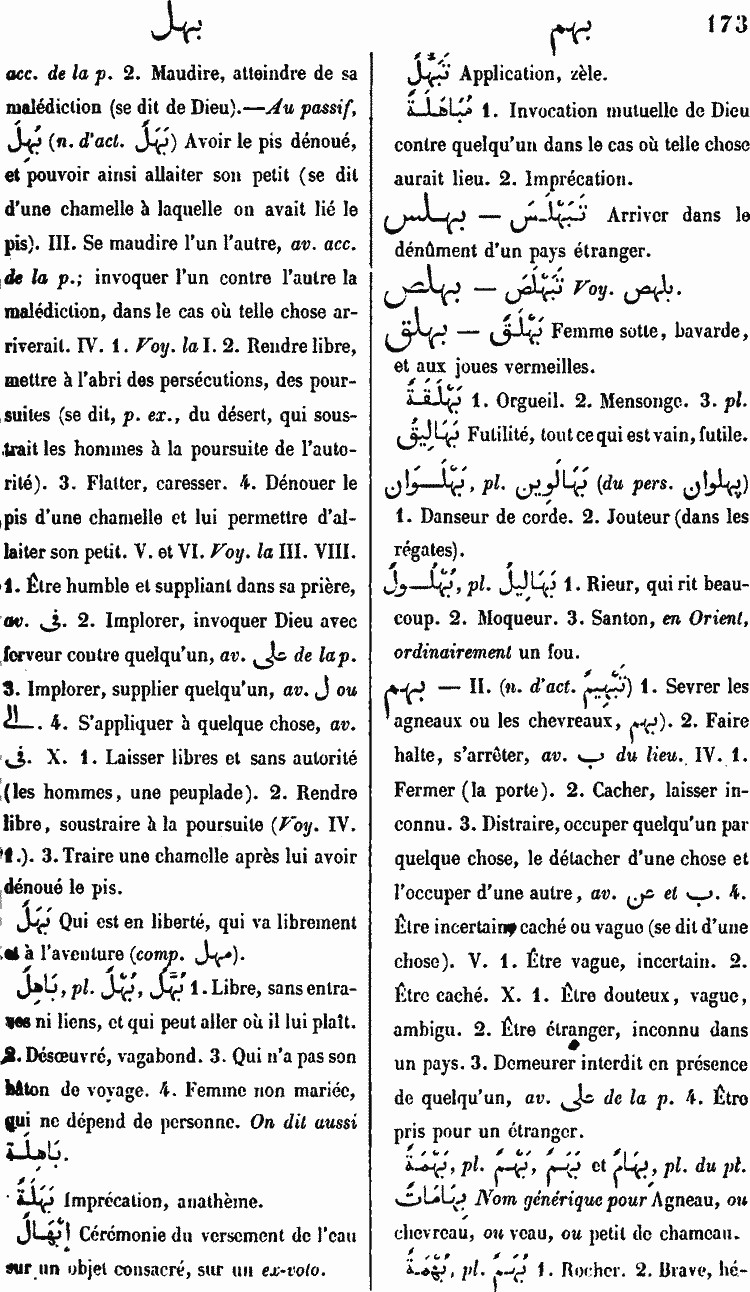 بهل
بهم
173
acc. de la p. 2. Maudire, atteindre de sa
malédiction (se dit de Dieu).—Au passif,
بُهِلَ (n. d'act. بَهَلٌ) Avoir le pis dénoué,
et pouvoir ainsi allaiter son petit (se dit
d'une chamelle à laquelle on avait lié le
pis). III. Se maudire l'un l'autre, av. acc.
de la p.; invoquer l'un contre l'autre la
malédiction, dans le cas où telle chose ar-
riverait. IV. 1. Voy. la I. 2. Rendre libre,
mettre à l'abri des persécutions, des pour-
suites (se dit, p. ex., du désert, qui sous-
trait les hommes à la poursuite de l'auto-
rité). 3. Flatter, caresser. 4. Dénouer le
pis d'une chamelle et lui permettre d'al-
laiter son petit. V. et VI. Voy. la III. VIII.
1. Être humble et suppliant dans sa prière,
av. فى. 2. Implorer, invoquer Dieu avec
ferveur contre quelqu'un, av. على de la p.
3. Implorer, supplier quelqu'un, av. ل ou
الى. 4. S'appliquer à quelque chose, av.
فى. X. 1. Laisser libres et sans autorité
(les hommes, une peuplade). 2. Rendre
libre, soustraire à la poursuite (Voy. IV.
1.). 3. Traire une chamelle après lui avoir
dénoué le pis.
بَهْلٌ Qui est en liberté, qui va librement
et à l'aventure (comp. مهل).
بَاهِلٌ, pl. بُهْلٌ, بُهَّلٌ 1. Libre, sans entra-
ves ni liens, et qui peut aller où il lui plaît.
2. Désœuvré, vagabond. 3. Qui n'a pas son
bâton de voyage. 4. Femme non mariée,
qui ne dépend de personne. On dit aussi
بَاهِلَة.
بَهْلَةٌ Imprécation, anathème.
إِبْهَالٌ Cérémonie du versement de l'eau
sur un objet consacré, sur un ex-voto.
تَبَهُّلٌ Application, zèle.
مُبَاهَلَةٌ 1. Invocation mutuelle de Dieu
contre quelqu'un dans le cas où telle chose
aurait lieu. 2. Imprécation.
بهلس — تَبَهْلَسَ Arriver dans le
dénûment d'un pays étranger.
بهلص — تَبَهْلَصَ Voy. بلهص.
بهلق — بَهْلَقٌ Femme sotte, bavarde,
et aux joues vermeilles.
بَهْلَقَةٌ 1. Orgueil. 2. Mensonge. 3. pl.
بَهَالِيقُ Futilité, tout ce qui est vain, futile.
بَهْلَوَان, pl. بَهَالَوِين (du pers. پهلوان)
1. Danseur de corde. 2. Jouteur (dans les
régates).
بُهْلُولٌ, pl. بَهَالِيلُ 1. Rieur, qui rit beau-
coup. 2. Moqueur. 3. Santon, en Orient,
ordinairement un fou.
بهم — II. (n. d'act. تَبْهِيمٌ) 1. Sevrer les
agneaux ou les chevreaux, بهم). 2. Faire
halte, s'arrêter, av. ب du lieu. IV. 1.
Fermer (la porte). 2. Cacher, laisser in-
connu. 3. Distraire, occuper quelqu'un par
quelque chose, le détacher d'une chose et
l'occuper d'une autre, av. عن et ب. 4.
Être incertain, caché ou vague (se dit d'une
chose). V. 1. Être vague, incertain. 2.
Être caché. X. 1. Être douteux, vague,
ambigu. 2. Être étranger, inconnu dans
un pays. 3. Demeurer interdit en présence
de quelqu'un, av. على de la p. 4. Être
pris pour un étranger.
بَهْمَةٌ, pl. بَهْمٌ, بَهَمٌ et بِهَامٌ, pl. du pl.
بِهَامَاتٌ Nom générique pour Agneau, ou
chevreau, ou veau, ou petit de chameau.
بُهْمَةٌ, pl. بُهَمٌ 1. Rocher. 2. Brave, hé-